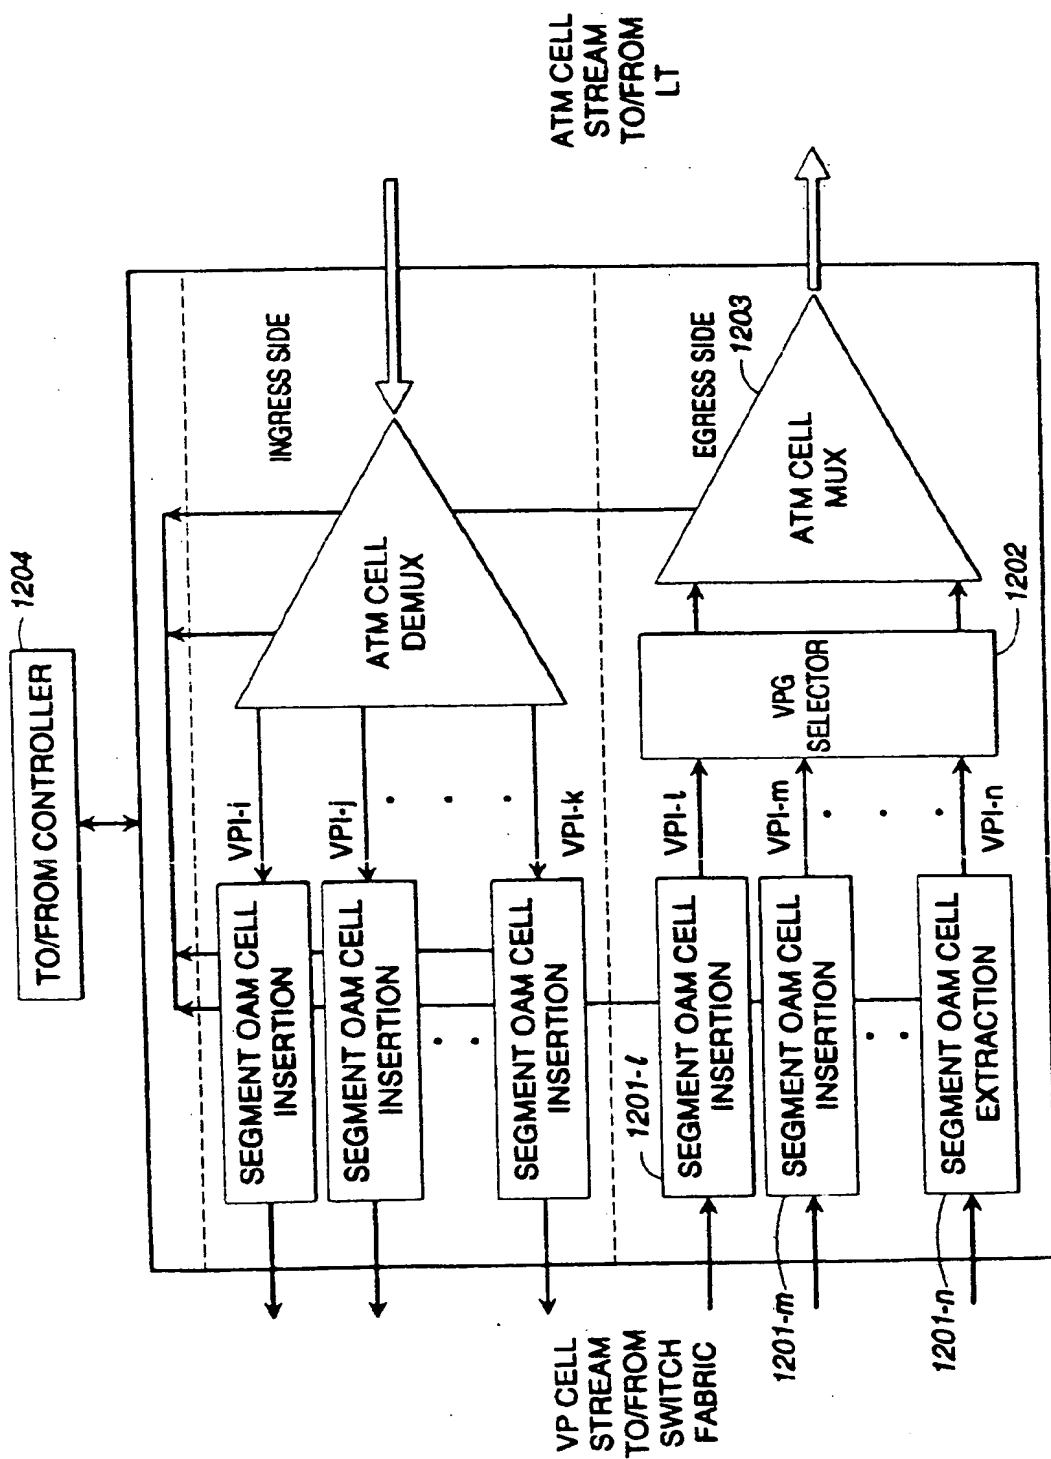 TO/FROM CONTROLLER
1204
INGRESS SIDE
ATM CELL
DEMUX
VPI-i
VPI-j
VPI-k
SEGMENT OAM CELL
INSERTION
SEGMENT OAM CELL
INSERTION
SEGMENT OAM CELL
INSERTION
ATM CELL
STREAM
TO/FROM
LT
EGRESS SIDE
1203
ATM CELL
MUX
VPG
SELECTOR
1202
VPI-l
VPI-m
VPI-n
1201-l
SEGMENT OAM CELL
INSERTION
SEGMENT OAM CELL
INSERTION
1201-m
SEGMENT OAM CELL
EXTRACTION
1201-n
VP CELL
STREAM
TO/FROM
SWITCH
FABRIC